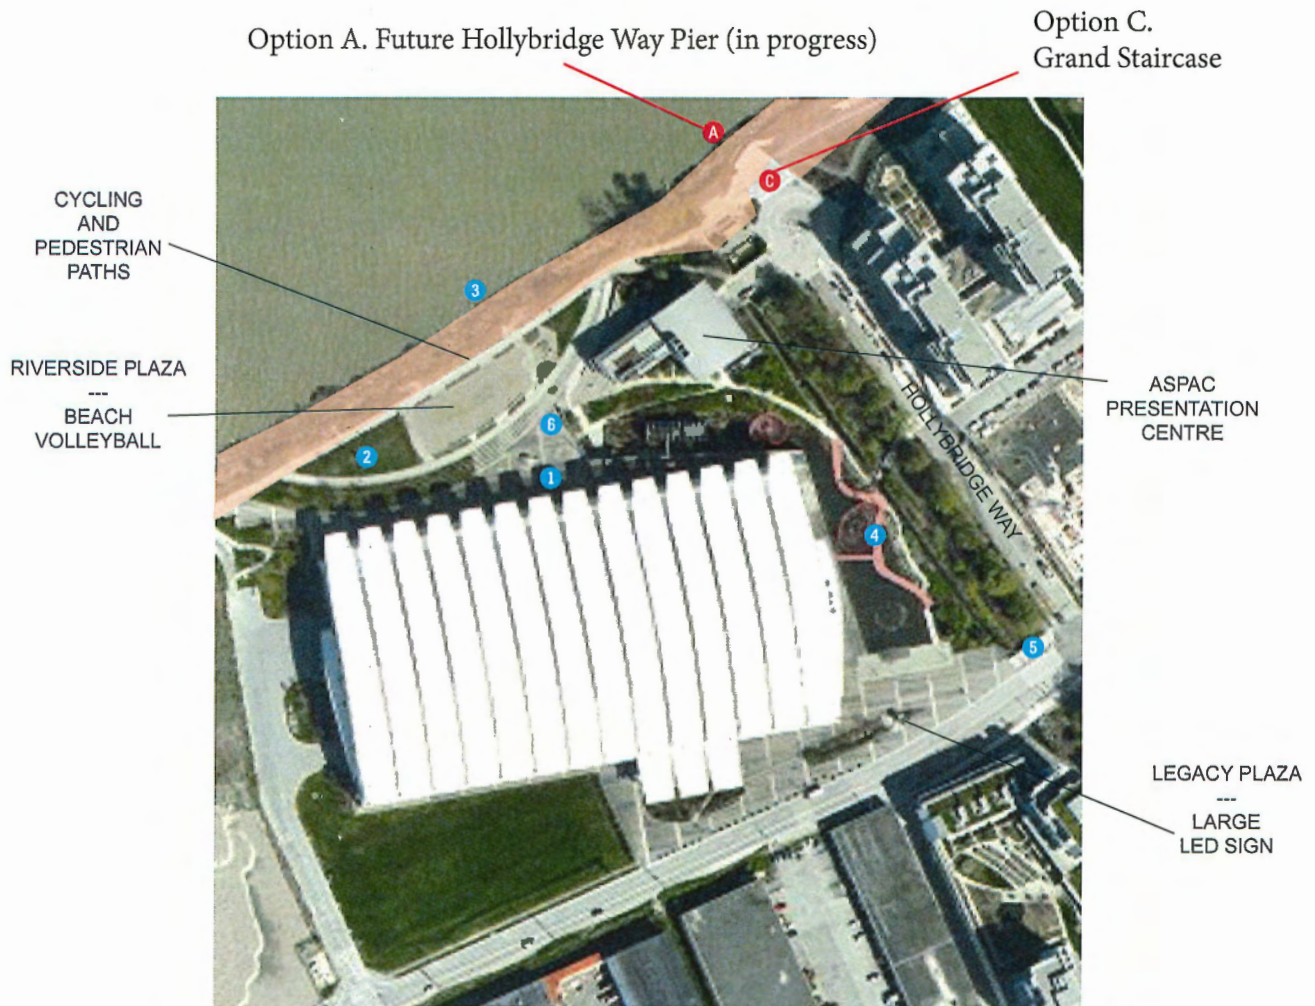 Option A. Future Hollybridge Way Pier (in progress)
Option C.
Grand Staircase
A
C
CYCLING
AND
PEDESTRIAN
PATHS
3
RIVERSIDE PLAZA
---
BEACH
VOLLEYBALL
ASPAC
PRESENTATION
CENTRE
HOLLYBRIDGE WAY
6
2
1
4
5
LEGACY PLAZA
---
LARGE
LED SIGN